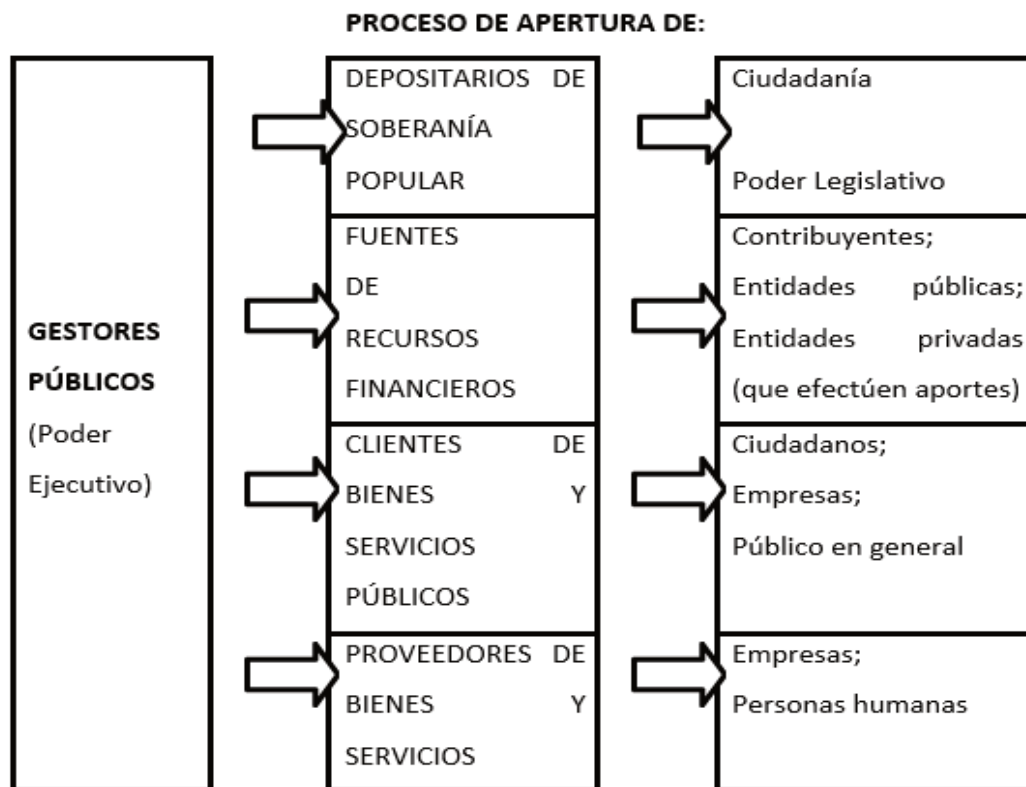 PROCESO DE APERTURA DE:
GESTORES
PÚBLICOS
(Poder
Ejecutivo)
DEPOSITARIOS DE
SOBERANÍA
POPULAR
Ciudadanía
Poder Legislativo
FUENTES
DE
RECURSOS
FINANCIEROS
Contribuyentes;
Entidades públicas;
Entidades privadas
(que efectúen aportes)
CLIENTES DE
BIENES Y
SERVICIOS
PÚBLICOS
Ciudadanos;
Empresas;
Público en general
PROVEEDORES DE
BIENES Y
SERVICIOS
Empresas;
Personas humanas